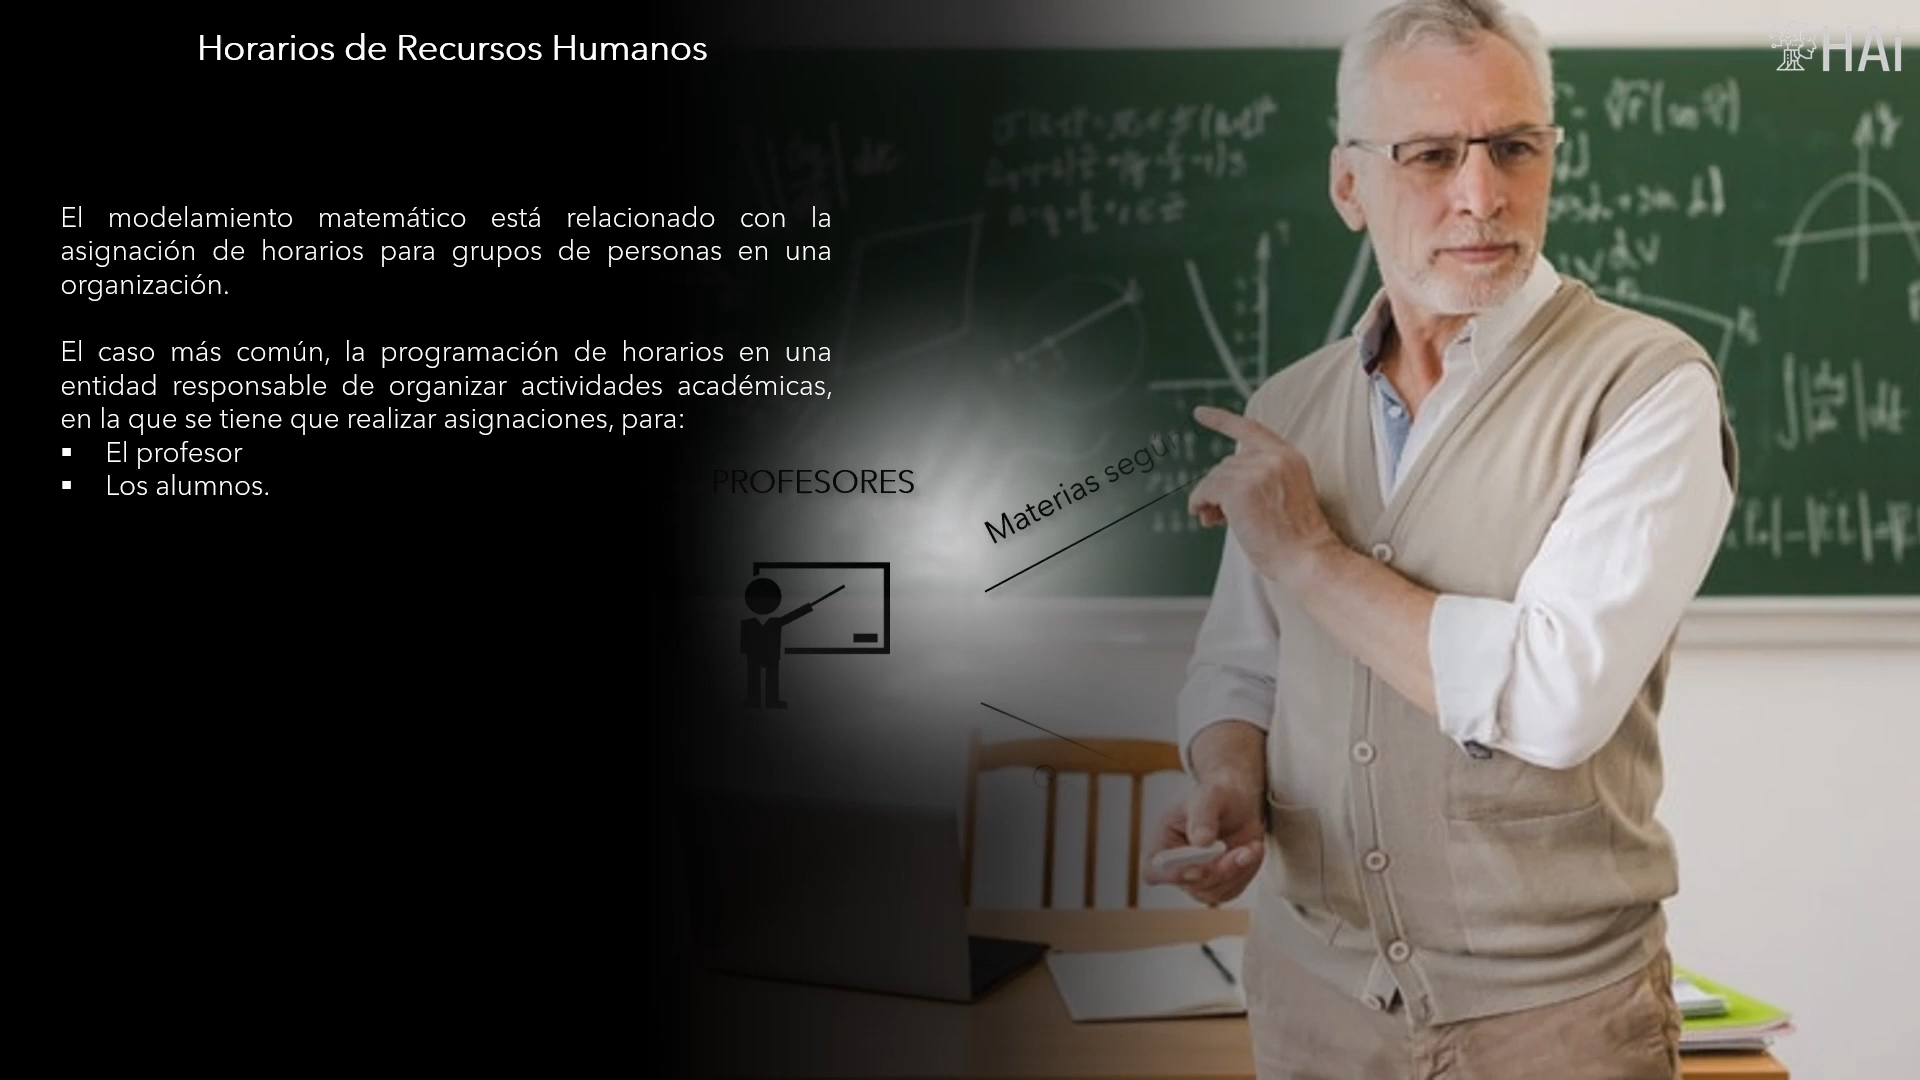 Horarios de Recursos Humanos
HAI
El modelamiento matemático está relacionado con la
asignación de horarios para grupos de personas en una
organización.
El caso más común, la programación de horarios en una
entidad responsable de organizar actividades académicas,
en la que se tiene que realizar asignaciones, para:
▪ El profesor
▪ Los alumnos.
PROFESORES
Materias según